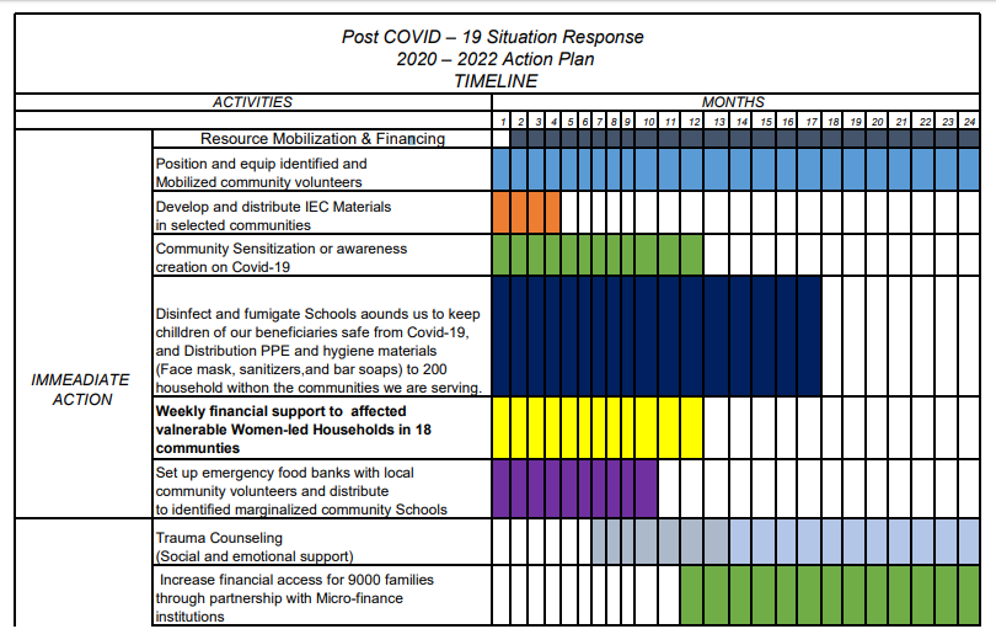 Post COVID – 19 Situation Response
2020 – 2022 Action Plan
TIMELINE
ACTIVITIES
MONTHS
1 2 3 4 5 6 7 8 9 10 11 12 13 14 15 16 17 18 19 20 21 22 23 24
Resource Mobilization & Financing
Position and equip identified and
Mobilized community volunteers
Develop and distribute IEC Materials
in selected communities
Community Sensitization or awareness
creation on Covid-19
Disinfect and fumigate Schools aounds us to keep
chilldren of our beneficiaries safe from Covid-19,
and Distribution PPE and hygiene materials
(Face mask, sanitizers,and bar soaps) to 200
household withon the communities we are serving.
IMMEADIATE
ACTION
Weekly financial support to affected
valnerable Women-led Households in 18
communties
Set up emergency food banks with local
community volunteers and distribute
to identified marginalized community Schools
Trauma Counseling
(Social and emotional support)
Increase financial access for 9000 families
through partnership with Micro-finance
institutions